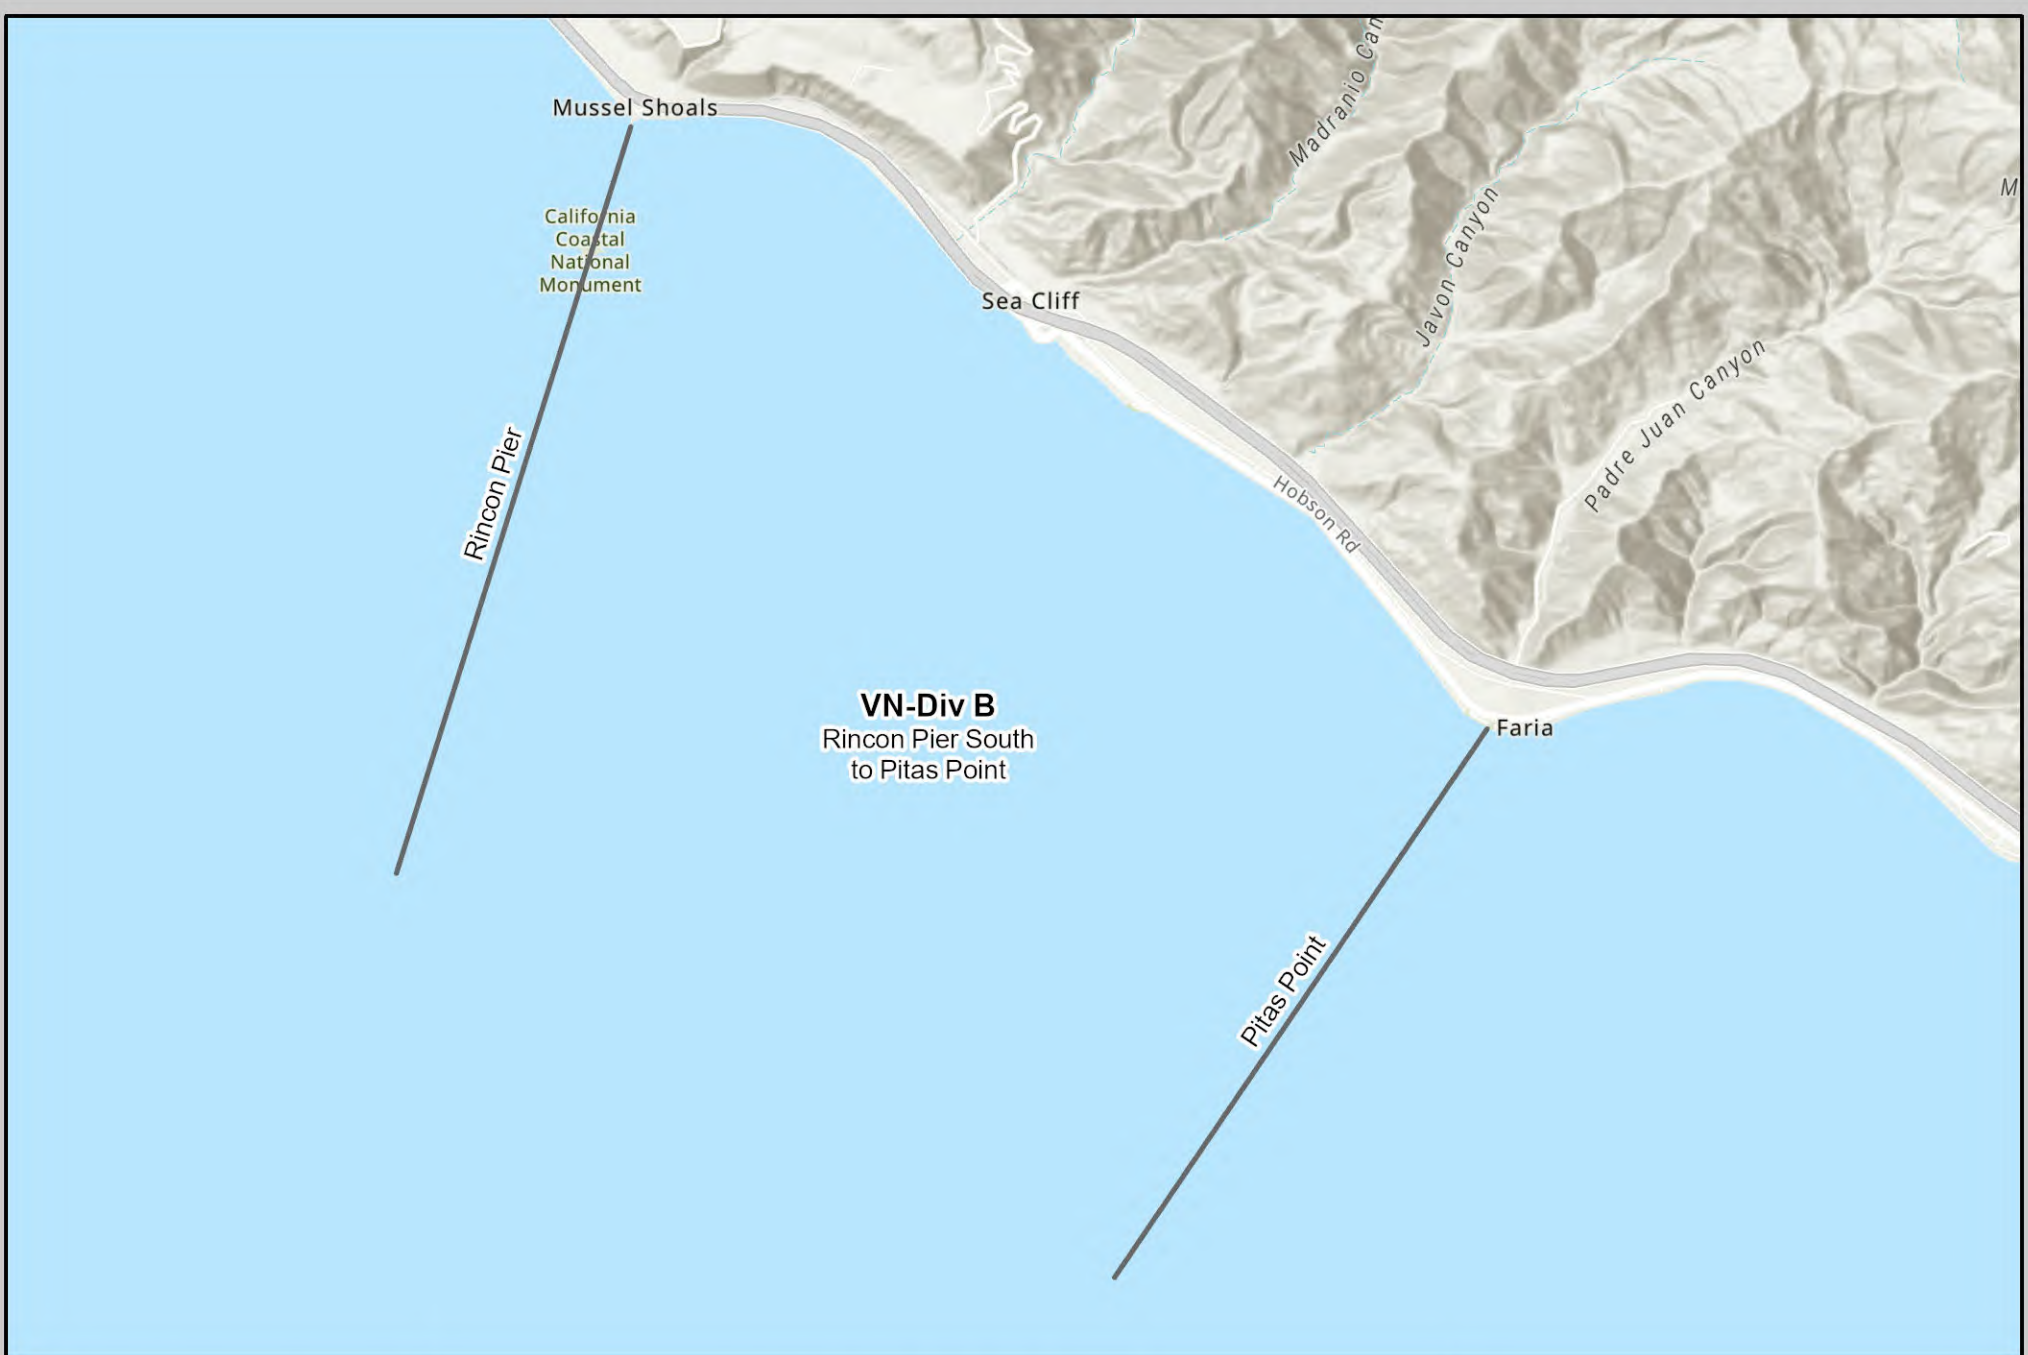 Mussel Shoals
Madranio Can
M
California
Coastal
National
Monument
Javon Canyon
Sea Cliff
Padre Juan Canyon
Rincon Pier
Hobson Rd
VN-Div B
Rincon Pier South
to Pitas Point
Faria
Pitas Point